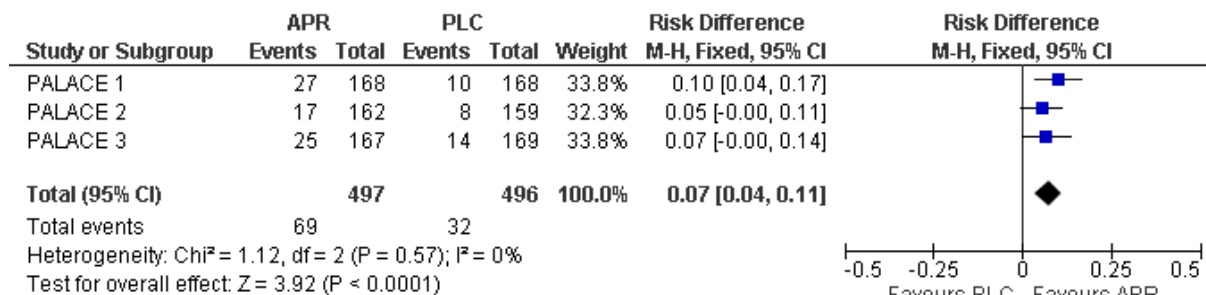 APR PLC Risk Difference Risk Difference
Study or Subgroup Events Total Events Total Weight M-H, Fixed, 95% CI M-H, Fixed, 95% CI
PALACE 1 27 168 10 168 33.8% 0.10 [0.04, 0.17]
PALACE 2 17 162 8 159 32.3% 0.05 [-0.00, 0.11]
PALACE 3 25 167 14 169 33.8% 0.07 [-0.00, 0.14]
Total (95% CI) 497 496 100.0% 0.07 [0.04, 0.11]
Total events 69 32
Heterogeneity: Chi² = 1.12, df = 2 (P = 0.57); I² = 0%
Test for overall effect: Z = 3.92 (P < 0.0001)
-0.5 -0.25 0 0.25 0.5
Favours PLC Favours APR